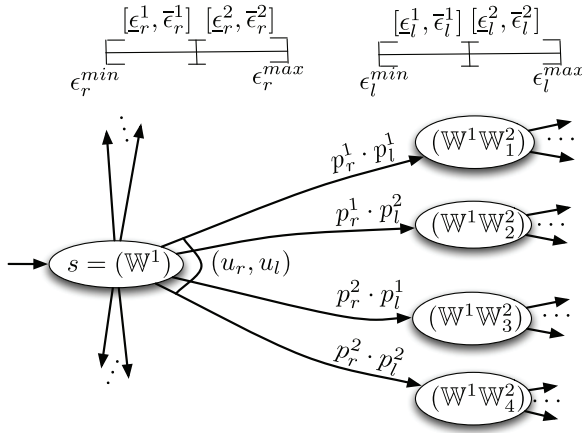 [ε̲_r^1, ε̅_r^1] [ε̲_r^2, ε̅_r^2] [ε̲_l^1, ε̅_l^1] [ε̲_l^2, ε̅_l^2]
ϵ_r^{min} ϵ_r^{max} ϵ_l^{min} ϵ_l^{max}
p_r^1 · p_l^1
(𝕎^1𝕎_1^2) ···
p_r^1 · p_l^2
(𝕎^1𝕎_2^2) ···
s = (𝕎^1) (u_r, u_l)
p_r^2 · p_l^1
(𝕎^1𝕎_3^2) ···
p_r^2 · p_l^2
(𝕎^1𝕎_4^2) ···